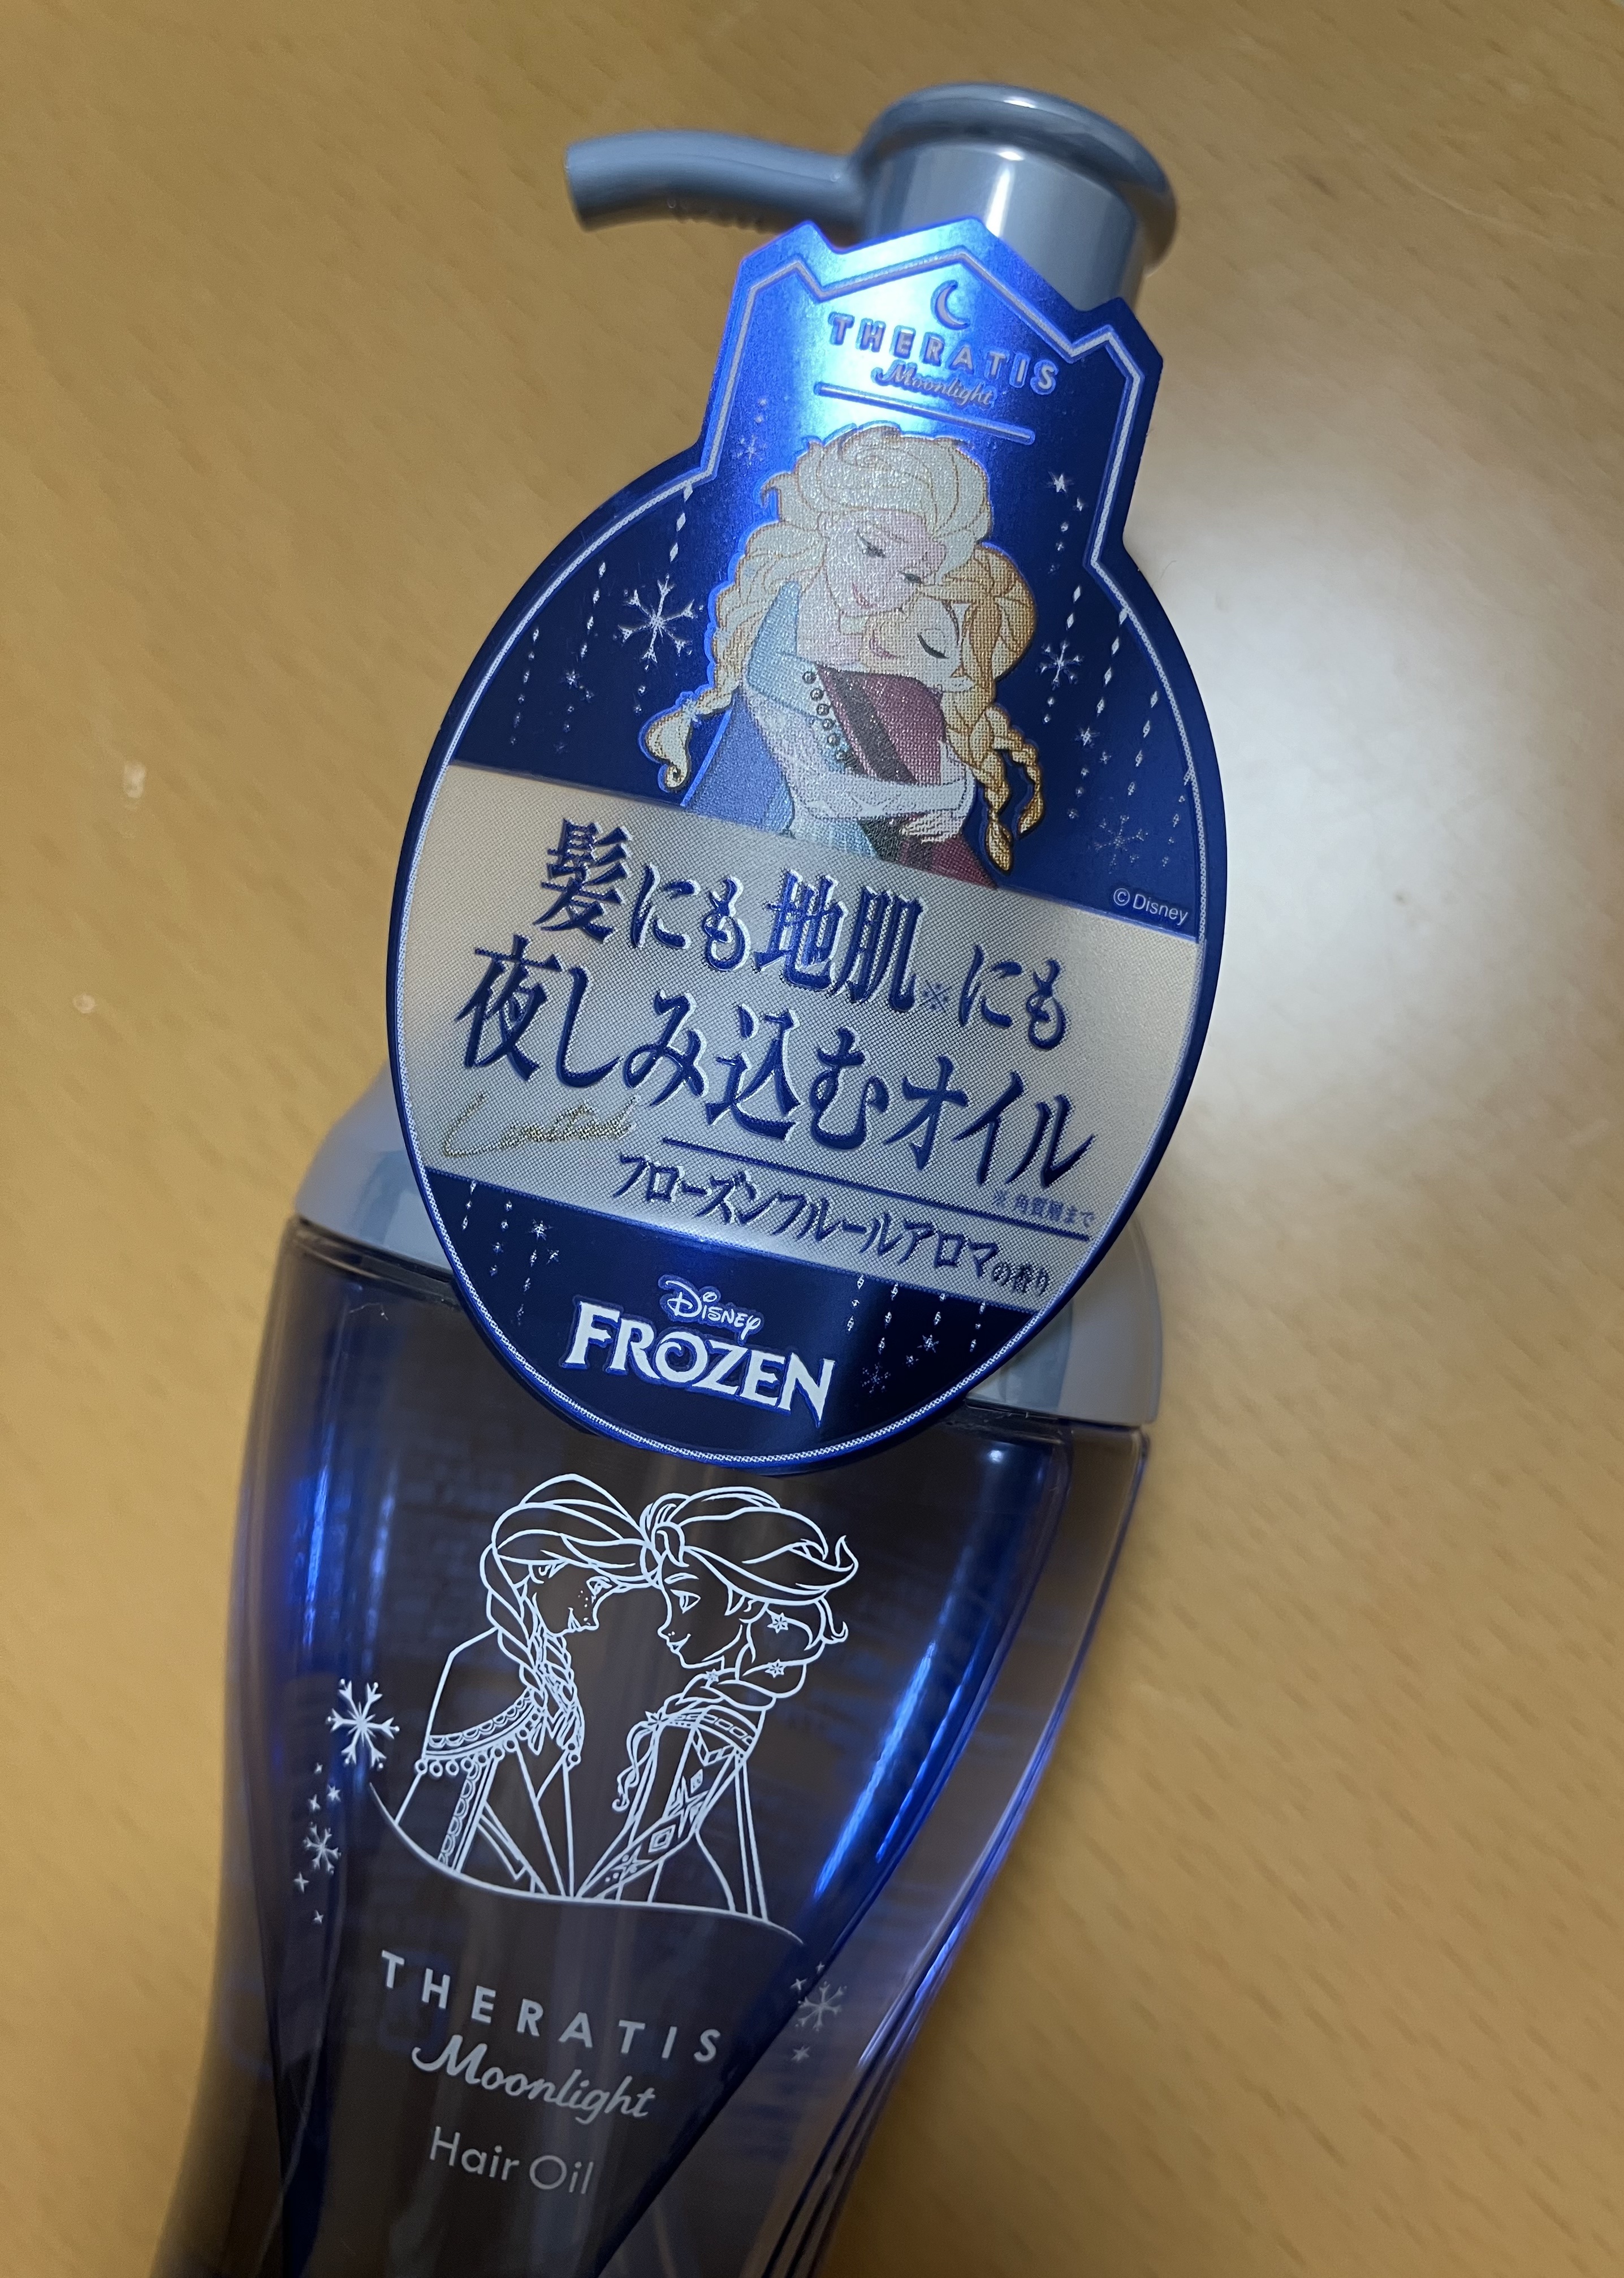 THERATIS
Moonlight
©Disney
髪にも地肌※にも
夜しみ込むオイル
Limited
※角質層まで
フローズンフルールアロマの香り
Disney
FROZEN
THERATIS
Moonlight
Hair Oil